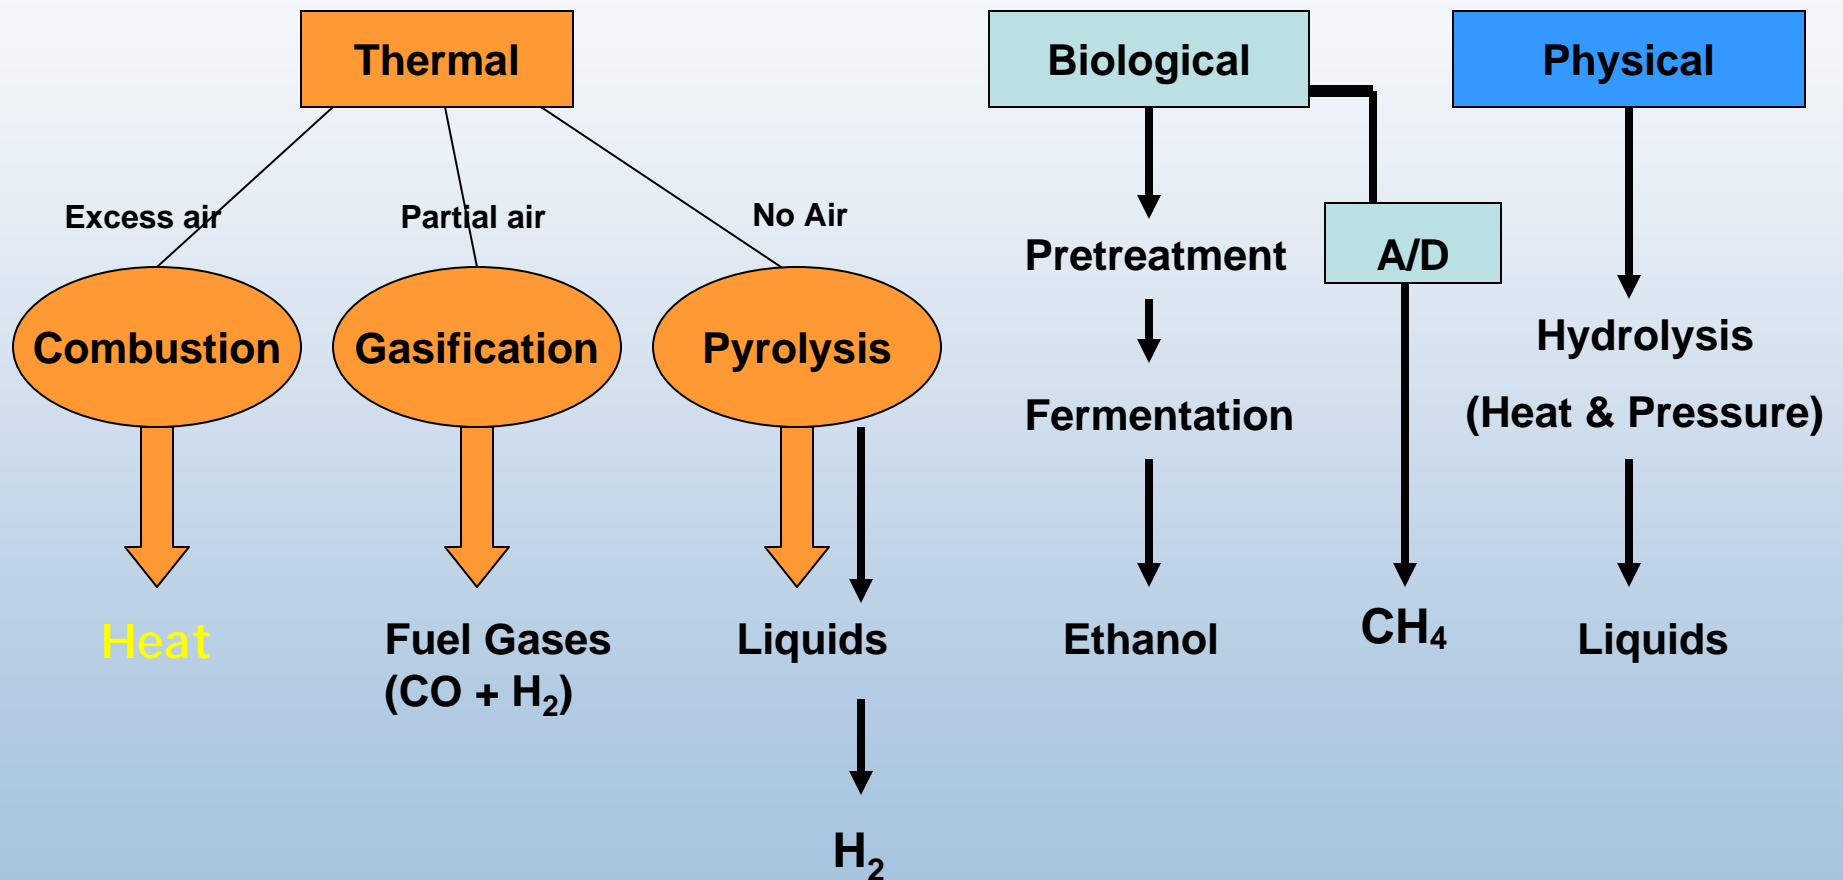 Thermal
Biological
Physical
Excess air
Partial air
No Air
Pretreatment
A/D
Combustion
Gasification
Pyrolysis
Hydrolysis
(Heat & Pressure)
Fermentation
Heat
Fuel Gases
(CO + H₂)
Liquids
Ethanol
CH₄
Liquids
H₂